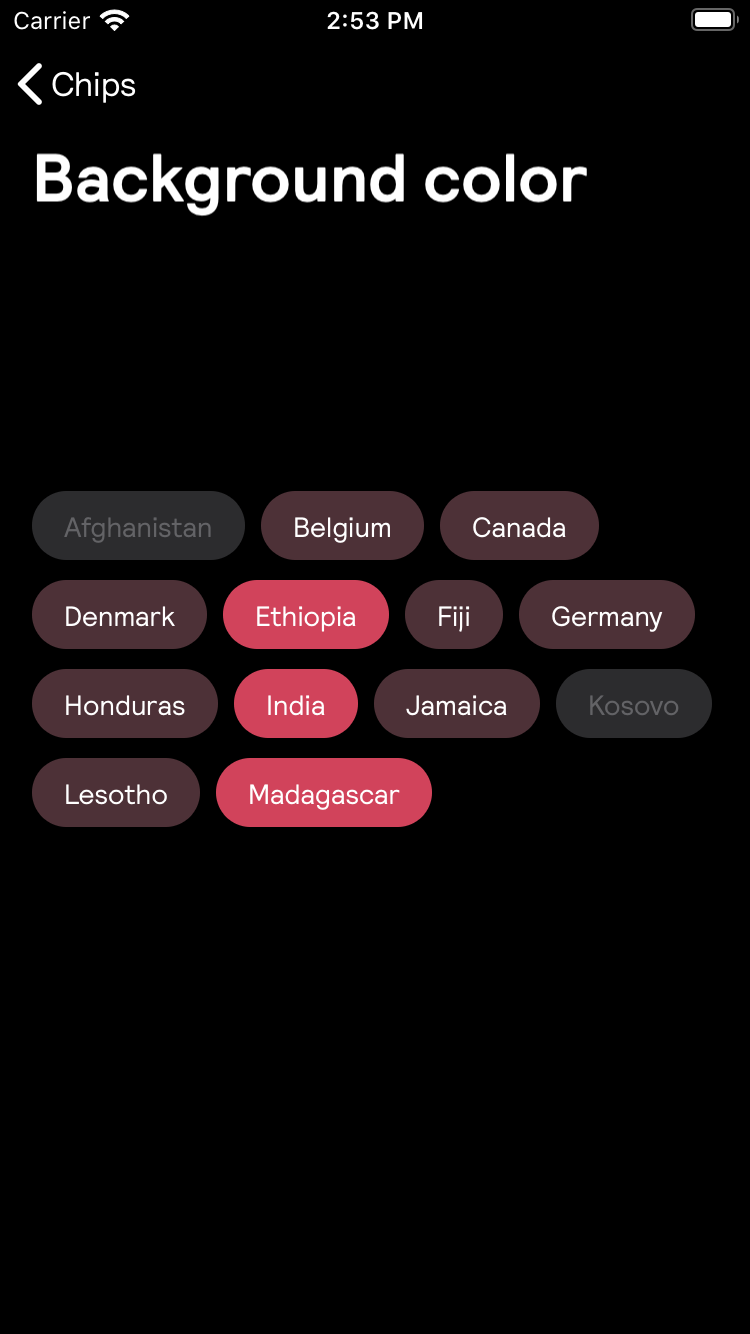 Carrier 2:53 PM
Chips
Background color
Afghanistan Belgium Canada
Denmark Ethiopia Fiji Germany
Honduras India Jamaica Kosovo
Lesotho Madagascar